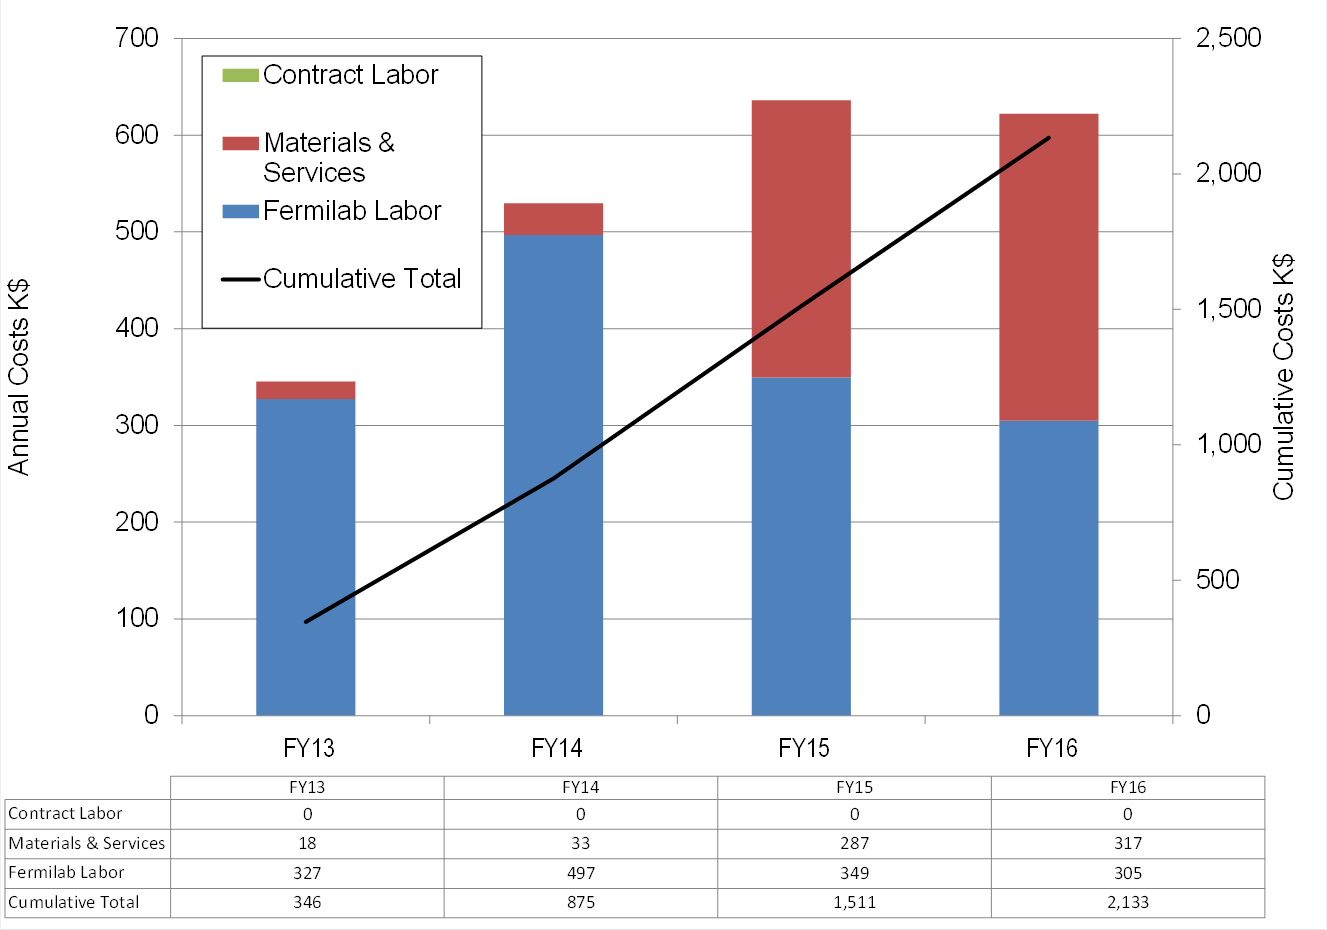 700
600
500
400
300
200
100
0
Annual Costs K$
Contract Labor
Materials &
Services
Fermilab Labor
Cumulative Total
2,500
2,000
1,500
1,000
500
0
Cumulative Costs K$
FY13 FY14 FY15 FY16
FY13 FY14 FY15 FY16
Contract Labor 0 0 0 0
Materials & Services 18 33 287 317
Fermilab Labor 327 497 349 305
Cumulative Total 346 875 1,511 2,133